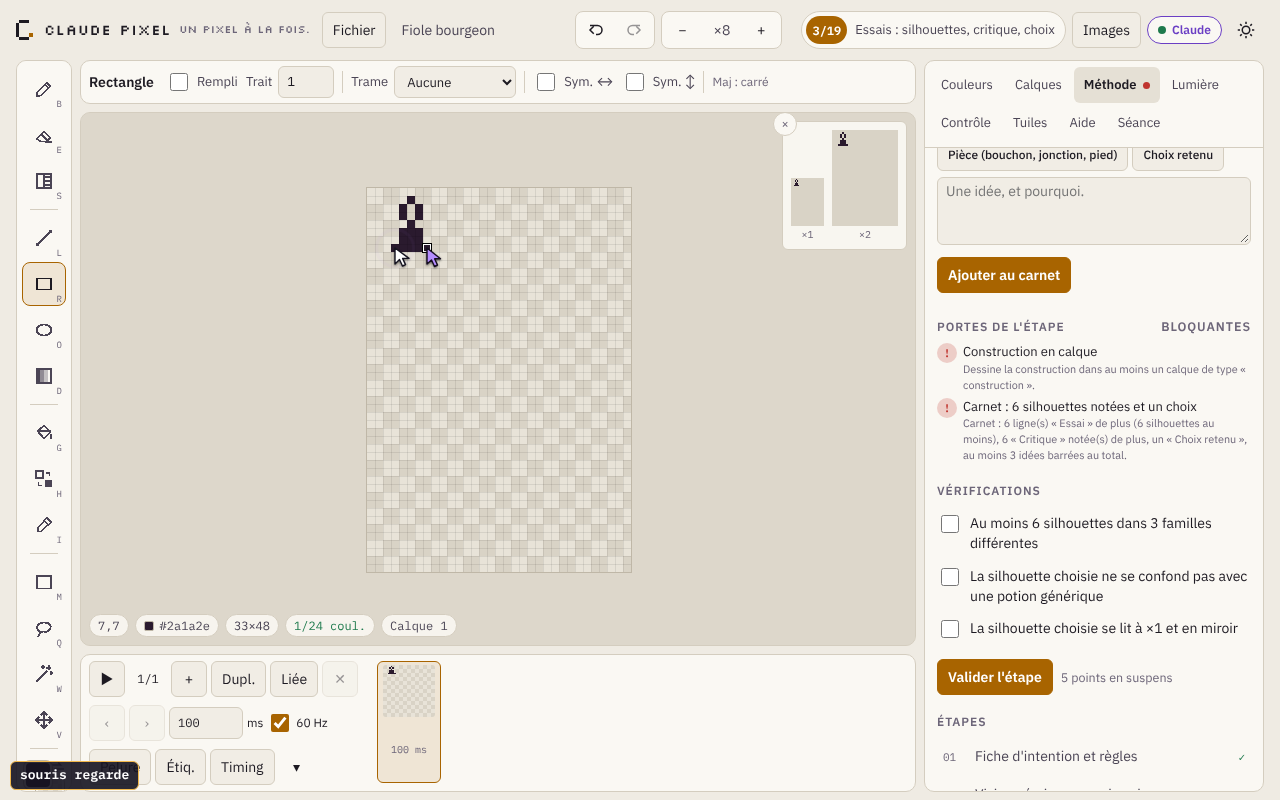 CLAUDE PIXEL
UN PIXEL À LA FOIS.
Fichier
Fiole bourgeon
−
×8
+
3/19
Essais : silhouettes, critique, choix
Images
Claude
Rectangle
Rempli
Trait
1
Trame
Aucune
Sym. ↔
Sym. ↕
Maj : carré
B
E
S
L
R
O
D
G
H
I
M
Q
W
V
×
×1
×2
Couleurs
Calques
Méthode
Lumière
Contrôle
Tuiles
Aide
Séance
Pièce (bouchon, jonction, pied)
Choix retenu
Une idée, et pourquoi.
Ajouter au carnet
PORTES DE L'ÉTAPE
BLOQUANTES
! Construction en calque
Dessine la construction dans au moins un calque de type «
construction ».
! Carnet : 6 silhouettes notées et un choix
Carnet : 6 ligne(s) « Essai » de plus (6 silhouettes au
moins), 6 « Critique » notée(s) de plus, un « Choix retenu »,
au moins 3 idées barrées au total.
VÉRIFICATIONS
Au moins 6 silhouettes dans 3 familles
différentes
La silhouette choisie ne se confond pas avec
une potion générique
La silhouette choisie se lit à ×1 et en miroir
Valider l'étape
5 points en suspens
ÉTAPES
01
Fiche d'intention et règles
✓
7,7
#2a1a2e
33×48
1/24 coul.
Calque 1
1/1
+
Dupl.
Liée
×
‹
›
100
ms
60 Hz
Étiq.
Timing
▼
100 ms
souris regarde